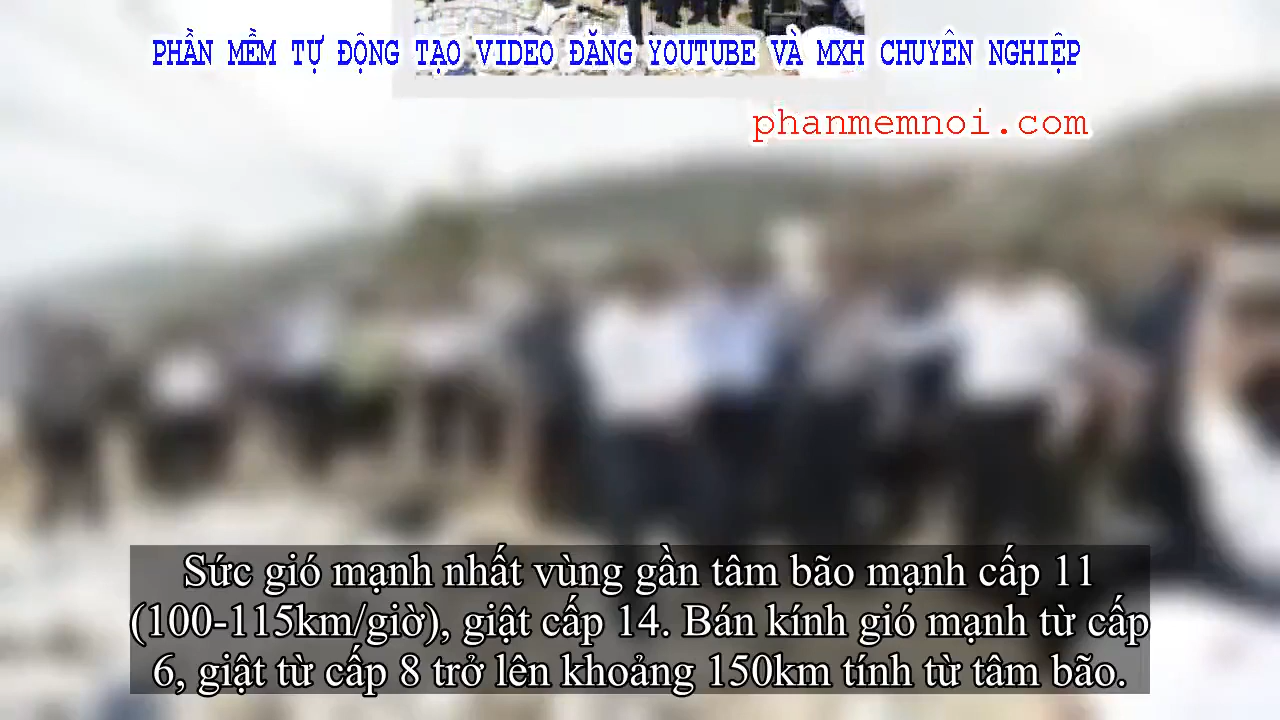 PHẦN MỀM TỰ ĐỘNG TẠO VIDEO ĐĂNG YOUTUBE VÀ MXH CHUYÊN NGHIỆP
phanmemnoi.com
Sức gió mạnh nhất vùng gần tâm bão mạnh cấp 11
(100-115km/giờ), giật cấp 14. Bán kính gió mạnh từ cấp
6, giật từ cấp 8 trở lên khoảng 150km tính từ tâm bão.